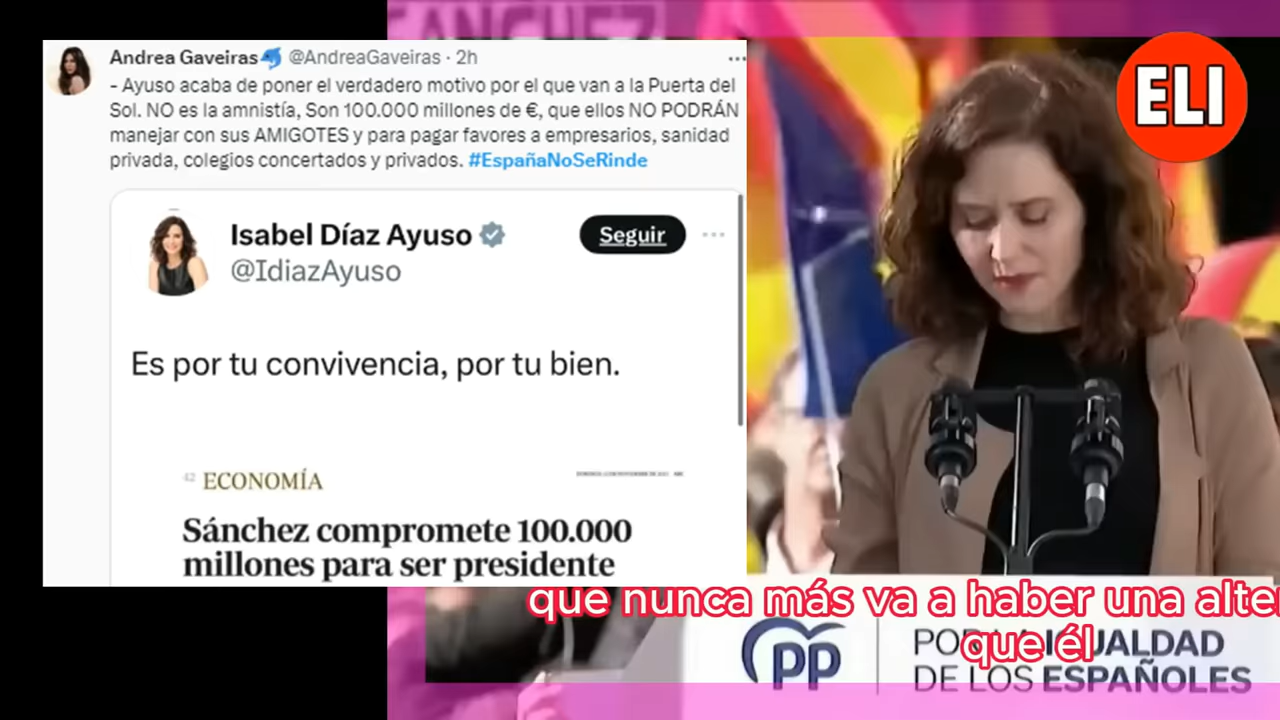 SÁNCHEZ
Andrea Gaveiras @AndreaGaveiras · 2h
- Ayuso acaba de poner el verdadero motivo por el que van a la Puerta del
Sol. NO es la amnistía, Son 100.000 millones de €, que ellos NO PODRÁN
manejar con sus AMIGOTES y para pagar favores a empresarios, sanidad
privada, colegios concertados y privados. #EspañaNoSeRinde
Isabel Díaz Ayuso
@IdiazAyuso
Seguir
Es por tu convivencia, por tu bien.
42 ECONOMÍA
Sánchez compromete 100.000
millones para ser presidente
ELI
que nunca más va a haber una alter
que él
pp
POR LA IGUALDAD
DE LOS ESPAÑOLES